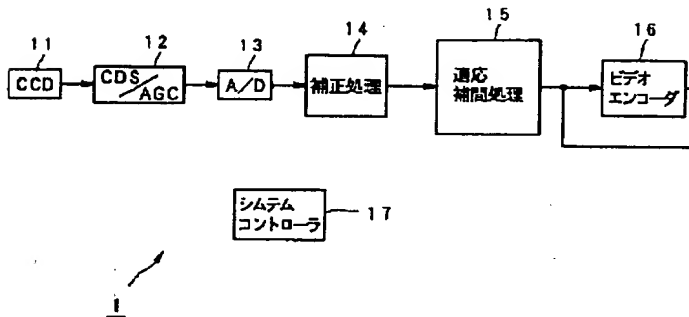 11
CCD
12
CDS/AGC
13
A/D
14
補正処理
15
適応
補間処理
16
ビデオ
エンコーダ
シムテム
コントローラ
17
1